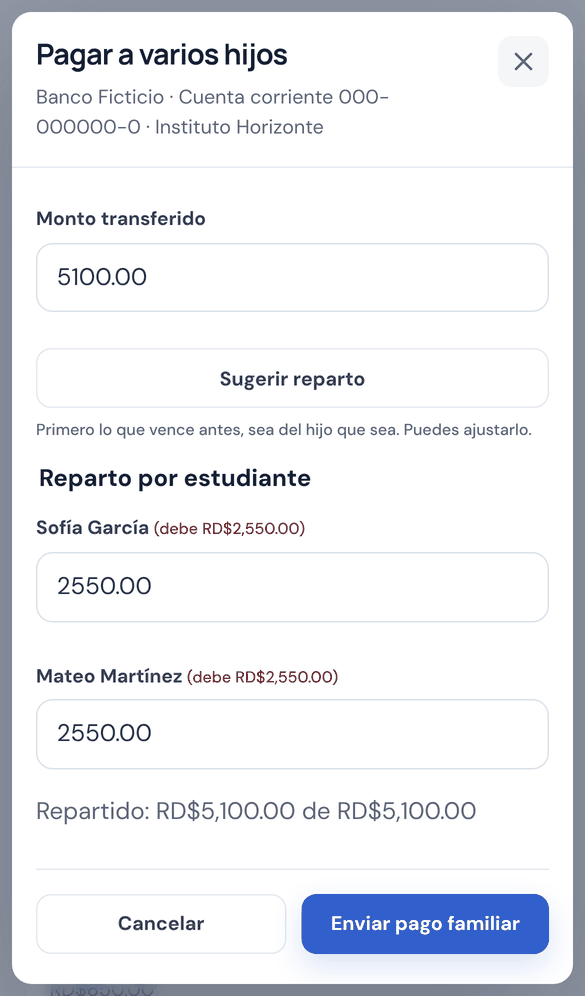 Pagar a varios hijos
Banco Ficticio · Cuenta corriente 000-
000000-0 · Instituto Horizonte
Monto transferido
5100.00
Sugerir reparto
Primero lo que vence antes, sea del hijo que sea. Puedes ajustarlo.
Reparto por estudiante
Sofía García (debe RD$2,550.00)
2550.00
Mateo Martínez (debe RD$2,550.00)
2550.00
Repartido: RD$5,100.00 de RD$5,100.00
Cancelar
Enviar pago familiar